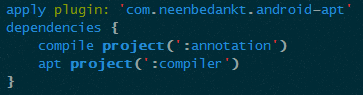 apply plugin: 'com.neenbedankt.android-apt'
dependencies {
    compile project(':annotation')
    apt project(':compiler')
}